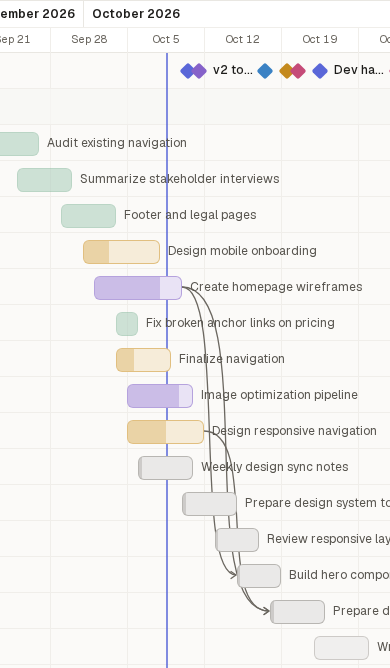 ember 2026 October 2026
Sep 21 Sep 28 Oct 5 Oct 12 Oct 19
v2 to... Dev ha...
Audit existing navigation
Summarize stakeholder interviews
Footer and legal pages
Design mobile onboarding
Create homepage wireframes
Fix broken anchor links on pricing
Finalize navigation
Image optimization pipeline
Design responsive navigation
Weekly design sync notes
Prepare design system to
Review responsive lay
Build hero compo
Prepare d